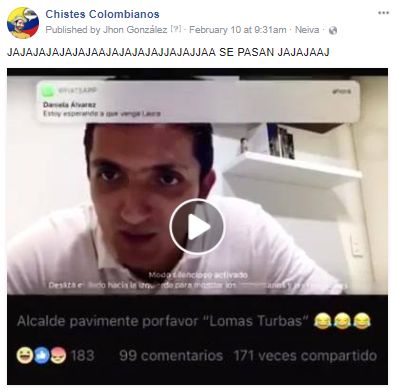 Chistes Colombianos
Published by Jhon González [?] · February 10 at 9:31am · Neiva ·
JAJAJAJAJAJAJAAJAJAJAJAJJAJAJJAA SE PASAN JAJAJAAJ
WHATSAPP ahora
Daniela Álvarez
Estoy esperando a que venga Laura
Modo silencioso activado
Desliza el dedo hacia la izquierda para mostrar los
Alcalde pavimente porfavor "Lomas Turbas" 😂😂😂
183 99 comentarios 171 veces compartido